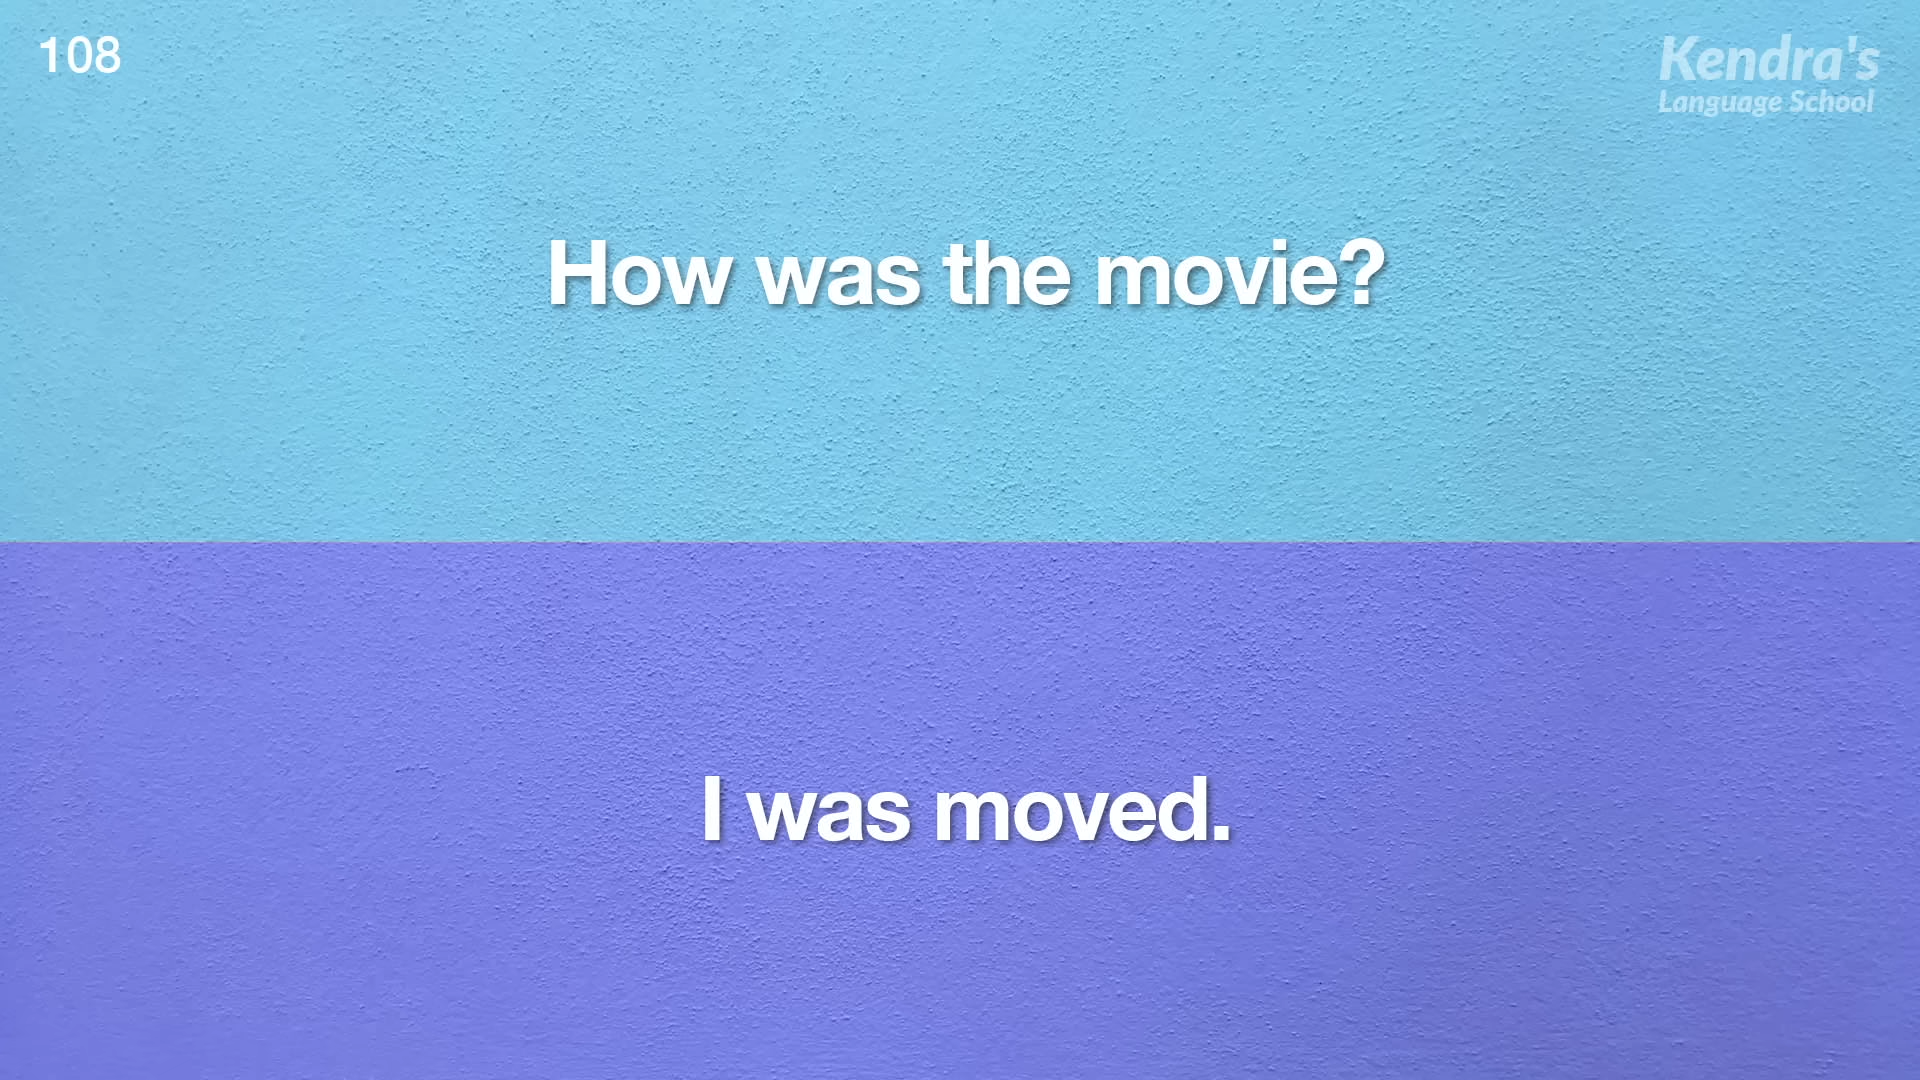 108
Kendra's
Language School
How was the movie?
I was moved.